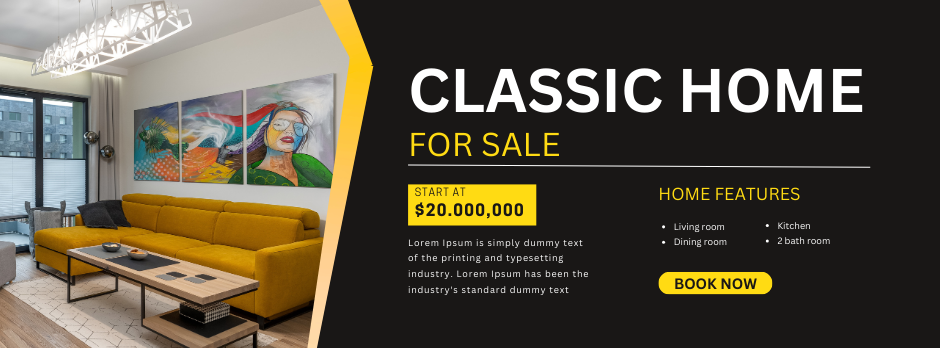 CLASSIC HOME
FOR SALE
START AT
$20.000,000
Lorem Ipsum is simply dummy text
of the printing and typesetting
industry. Lorem Ipsum has been the
industry's standard dummy text
HOME FEATURES
• Living room
• Dining room
• Kitchen
• 2 bath room
BOOK NOW